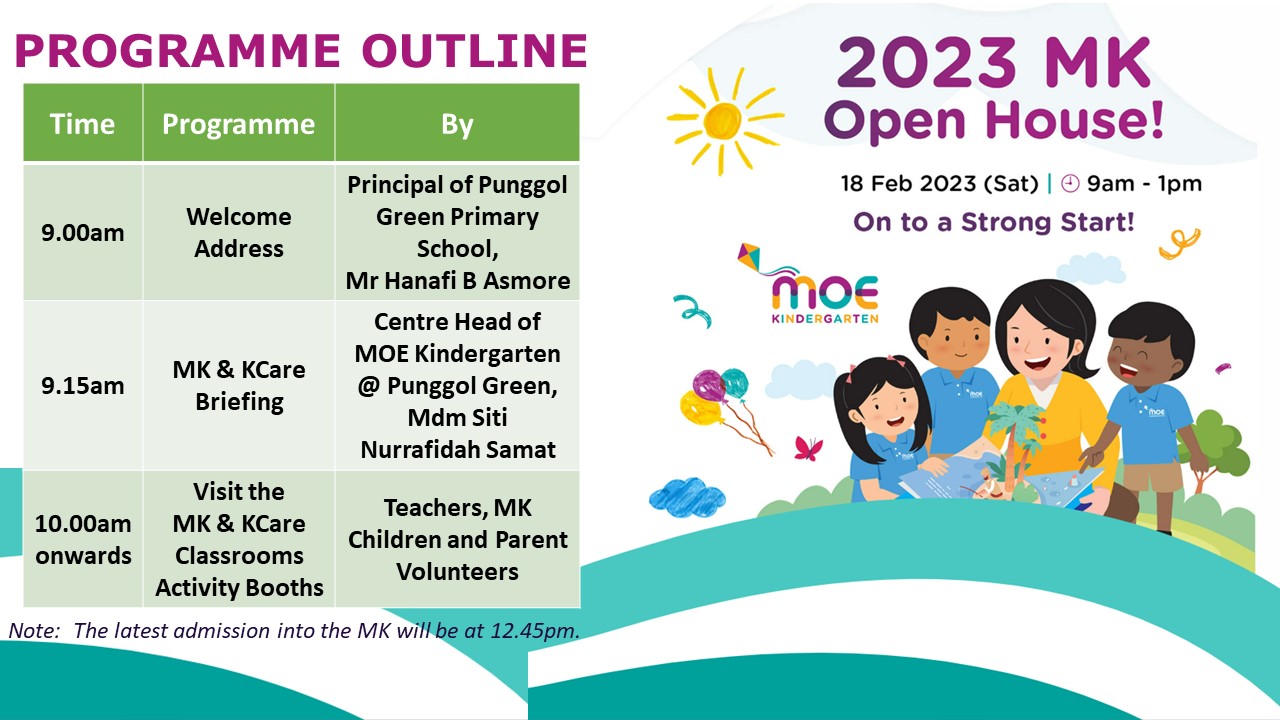 PROGRAMME OUTLINE
Time
Programme
By
9.00am
Welcome
Address
Principal of Punggol
Green Primary
School,
Mr Hanafi B Asmore
9.15am
MK & KCare
Briefing
Centre Head of
MOE Kindergarten
@ Punggol Green,
Mdm Siti
Nurrafidah Samat
10.00am
onwards
Visit the
MK & KCare
Classrooms
Activity Booths
Teachers, MK
Children and Parent
Volunteers
Note: The latest admission into the MK will be at 12.45pm.
2023 MK
Open House!
18 Feb 2023 (Sat) | 9am - 1pm
On to a Strong Start!
moe
KINDERGARTEN
moe
moe